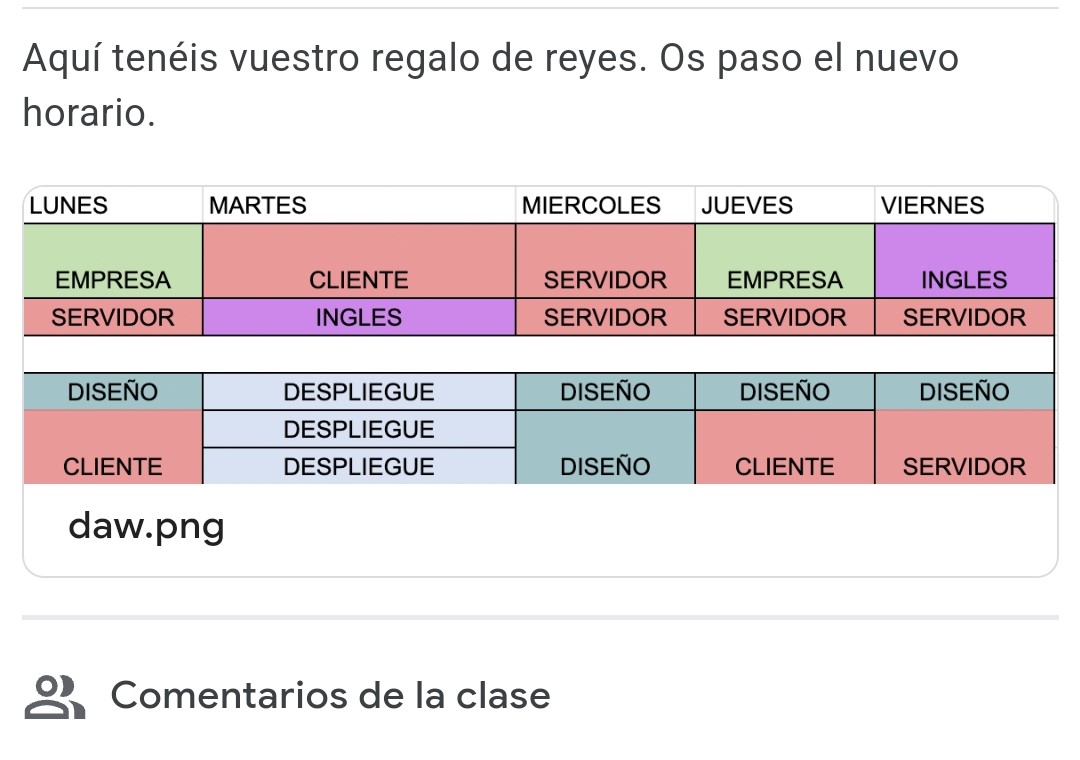 Aquí tenéis vuestro regalo de reyes. Os paso el nuevo
horario.
LUNES MARTES MIERCOLES JUEVES VIERNES
EMPRESA CLIENTE SERVIDOR EMPRESA INGLES
SERVIDOR INGLES SERVIDOR SERVIDOR SERVIDOR
DISEÑO DESPLIEGUE DISEÑO DISEÑO DISEÑO
DESPLIEGUE
CLIENTE DESPLIEGUE DISEÑO CLIENTE SERVIDOR
daw.png
Comentarios de la clase